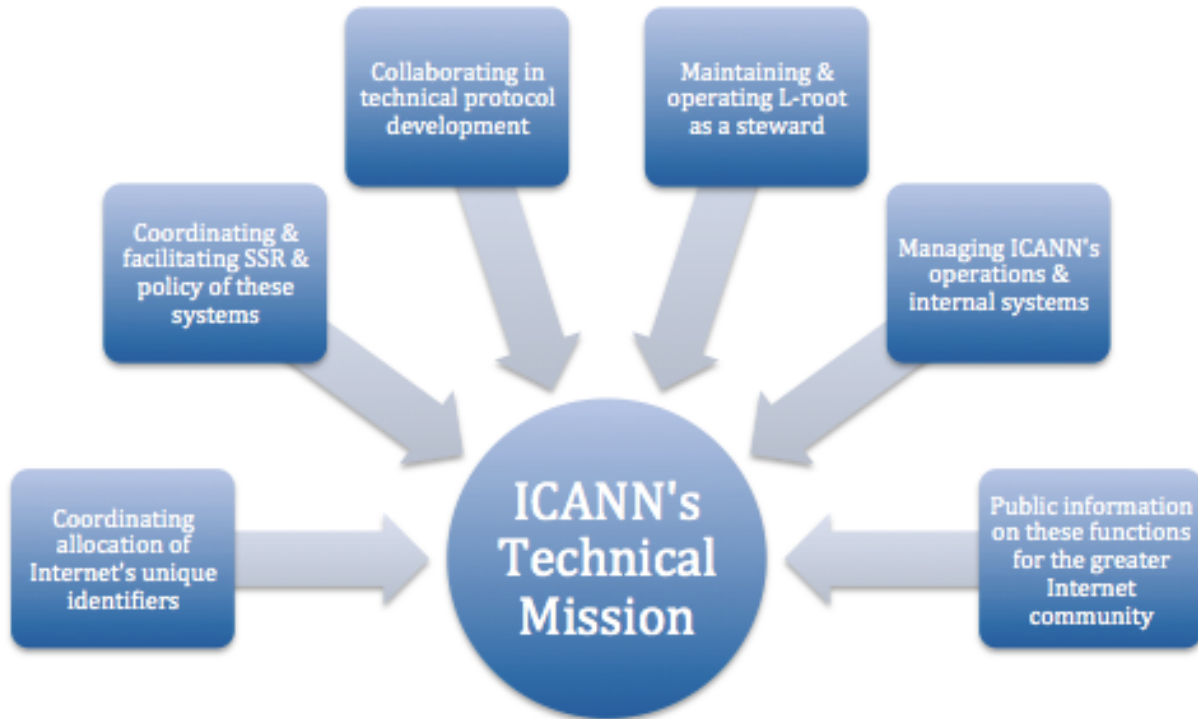 Collaborating in
technical protocol
development
Maintaining &
operating L-root
as a steward
Coordinating &
facilitating SSR &
policy of these
systems
Managing ICANN's
operations &
internal systems
Coordinating
allocation of
Internet's unique
identifiers
ICANN's
Technical
Mission
Public information
on these functions
for the greater
Internet
community